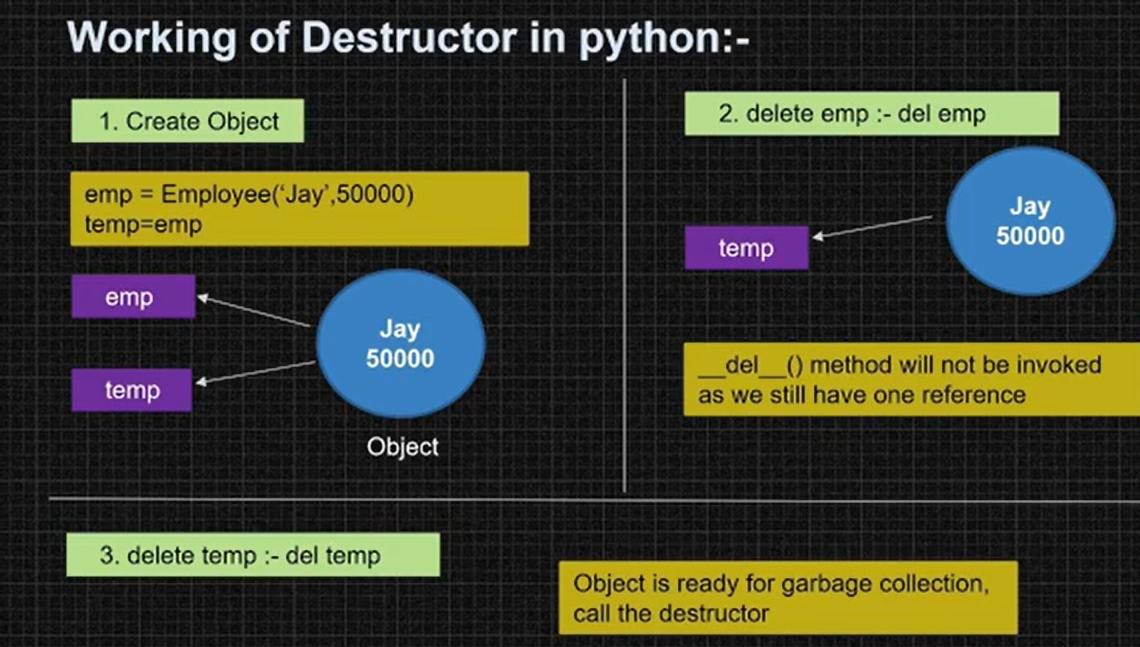 Working of Destructor in python:-
1. Create Object
emp = Employee(‘Jay’,50000)
temp=emp
emp
temp
Jay
50000
Object
2. delete emp :- del emp
temp
Jay
50000
__del__() method will not be invoked
as we still have one reference
3. delete temp :- del temp
Object is ready for garbage collection,
call the destructor